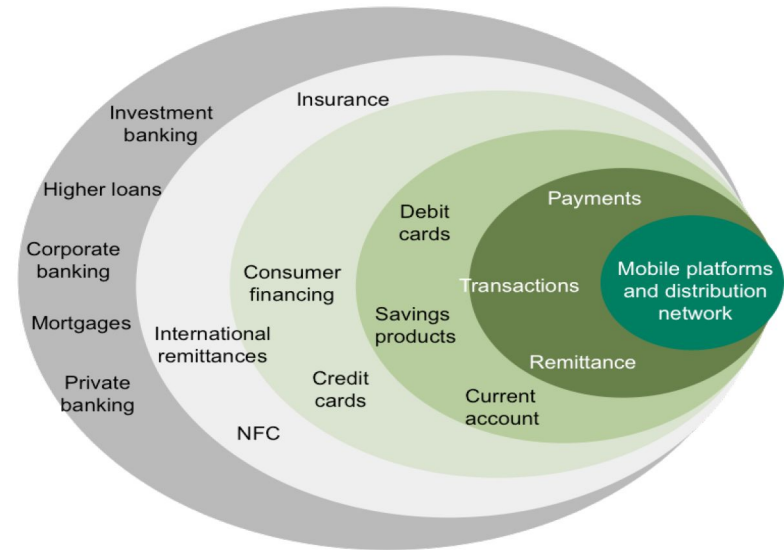 Investment
banking
Higher loans
Corporate
banking
Mortgages
Private
banking
Insurance
International
remittances
NFC
Consumer
financing
Credit
cards
Debit
cards
Savings
products
Current
account
Payments
Transactions
Remittance
Mobile platforms
and distribution
network